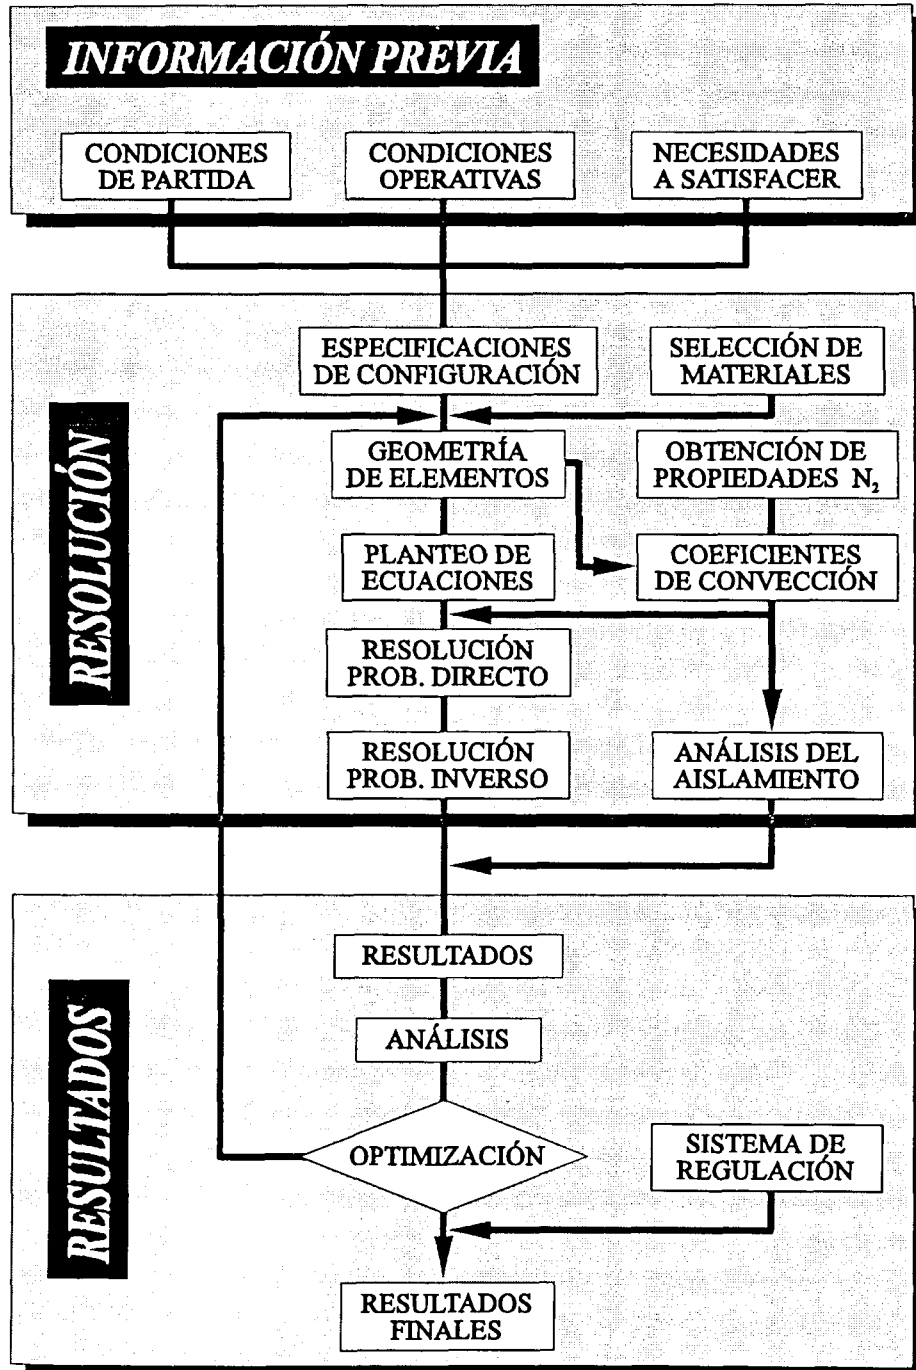 INFORMACIÓN PREVIA
CONDICIONES
DE PARTIDA
CONDICIONES
OPERATIVAS
NECESIDADES
A SATISFACER
RESOLUCIÓN
ESPECIFICACIONES
DE CONFIGURACIÓN
SELECCIÓN DE
MATERIALES
GEOMETRÍA
DE ELEMENTOS
OBTENCIÓN DE
PROPIEDADES N₂
PLANTEO DE
ECUACIONES
COEFICIENTES
DE CONVECCIÓN
RESOLUCIÓN
PROB. DIRECTO
RESOLUCIÓN
PROB. INVERSO
ANÁLISIS DEL
AISLAMIENTO
RESULTADOS
RESULTADOS
ANÁLISIS
OPTIMIZACIÓN
SISTEMA DE
REGULACIÓN
RESULTADOS
FINALES